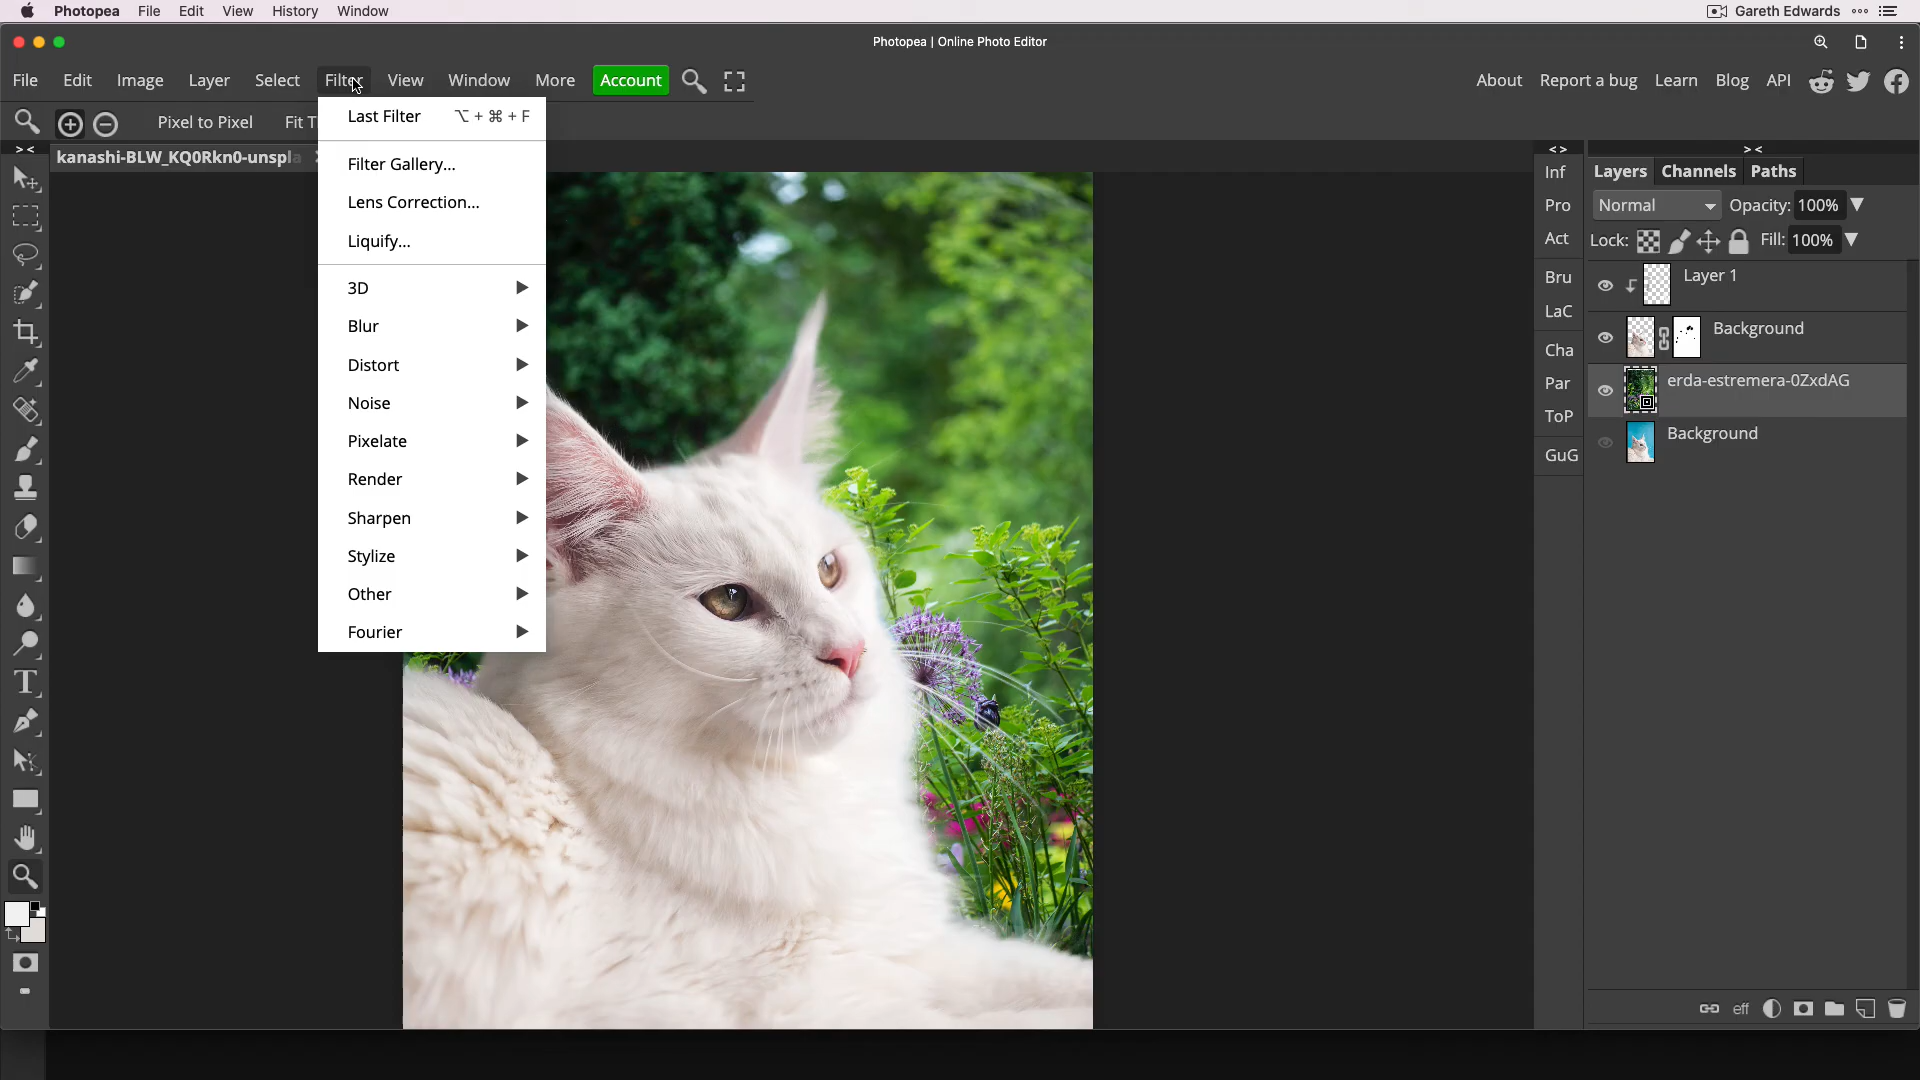 Photopea File Edit View History Window Gareth Edwards
Photopea | Online Photo Editor
File Edit Image Layer Select Filter View Window More Account About Report a bug Learn Blog API
Pixel to Pixel Fit T
kanashi-BLW_KQ0Rkn0-unspla
Last Filter ⌥ + ⌘ + F
Filter Gallery...
Lens Correction...
Liquify...
3D
Blur
Distort
Noise
Pixelate
Render
Sharpen
Stylize
Other
Fourier
Inf
Pro
Act
Bru
LaC
Cha
Par
ToP
GuG
Layers Channels Paths
Normal Opacity: 100%
Lock: Fill: 100%
Layer 1
Background
erda-estremera-0ZxdAG
Background
eff